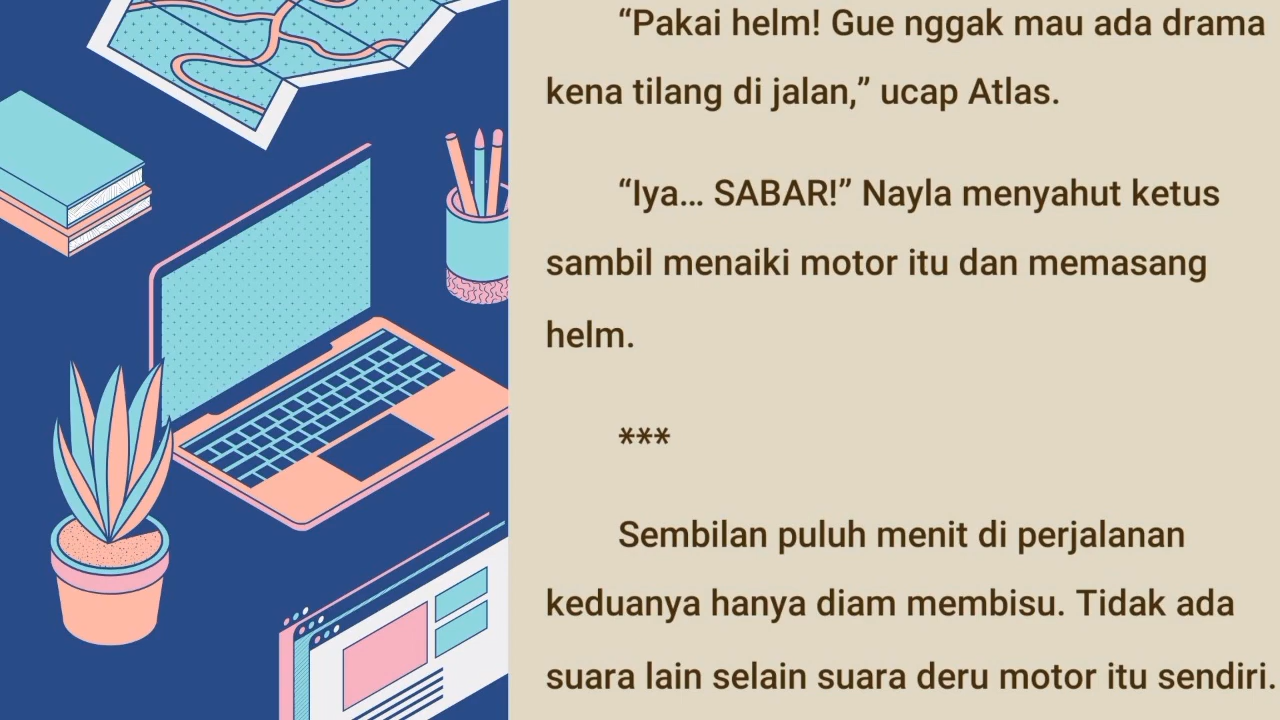 “Pakai helm! Gue nggak mau ada drama
kena tilang di jalan,” ucap Atlas.
“Iya… SABAR!” Nayla menyahut ketus
sambil menaiki motor itu dan memasang
helm.
***
Sembilan puluh menit di perjalanan
keduanya hanya diam membisu. Tidak ada
suara lain selain suara deru motor itu sendiri.